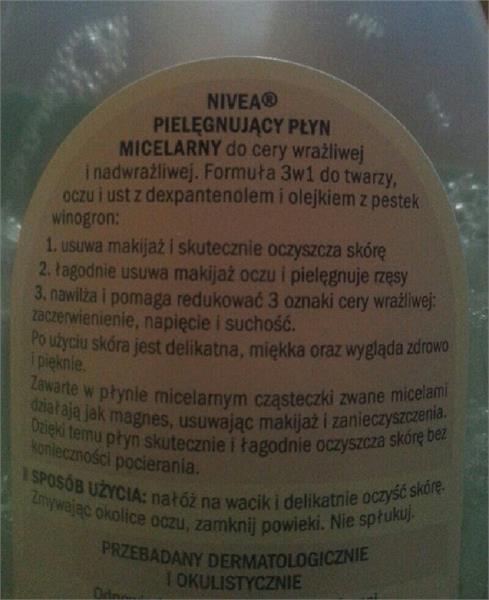 NIVEA®
PIELĘGNUJĄCY PŁYN
MICELARNY do cery wrażliwej
i nadwrażliwej. Formuła 3w1 do twarzy,
oczu i ust z dexpantenolem i olejkiem z pestek
winogron:
1. usuwa makijaż i skutecznie oczyszcza skórę
2. łagodnie usuwa makijaż oczu i pielęgnuje rzęsy
3. nawilża i pomaga redukować 3 oznaki cery wrażliwej:
zaczerwienienie, napięcie i suchość.
Po użyciu skóra jest delikatna, miękka oraz wygląda zdrowo
i pięknie.
Zawarte w płynie micelarnym cząsteczki zwane micelami
działają jak magnes, usuwając makijaż i zanieczyszczenia.
Dzięki temu płyn skutecznie i łagodnie oczyszcza skórę bez
konieczności pocierania.
SPOSÓB UŻYCIA: nałóż na wacik i delikatnie oczyść skórę.
Zmywając okolice oczu, zamknij powieki. Nie spłukuj.
PRZEBADANY DERMATOLOGICZNIE
I OKULISTYCZNIE